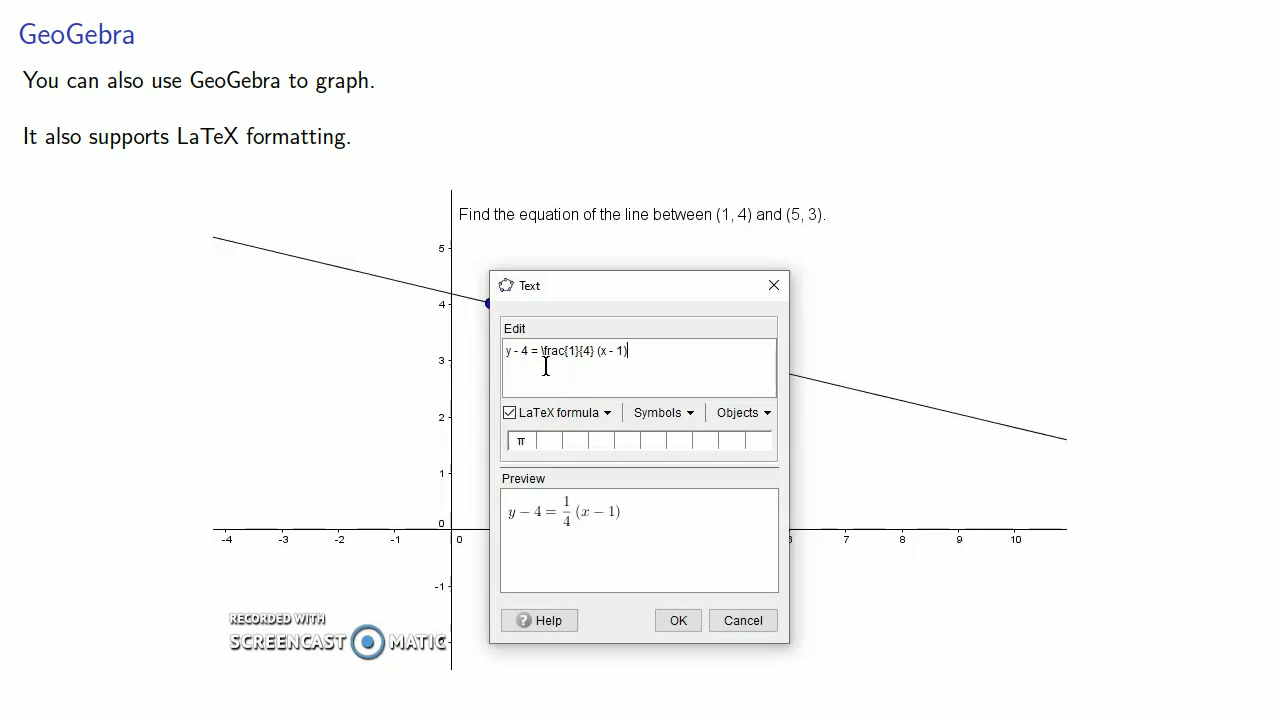 GeoGebra
You can also use GeoGebra to graph.
It also supports LaTeX formatting.
Find the equation of the line between (1, 4) and (5, 3).
5
4
3
2
1
0
-1
-4 -3 -2 -1 0 7 8 9 10
Text
Edit
y - 4 = \frac{1}{4} (x - 1)
LaTeX formula Symbols Objects
π
Preview
y − 4 = 1/4 (x − 1)
Help OK Cancel
RECORDED WITH
SCREENCAST MATIC